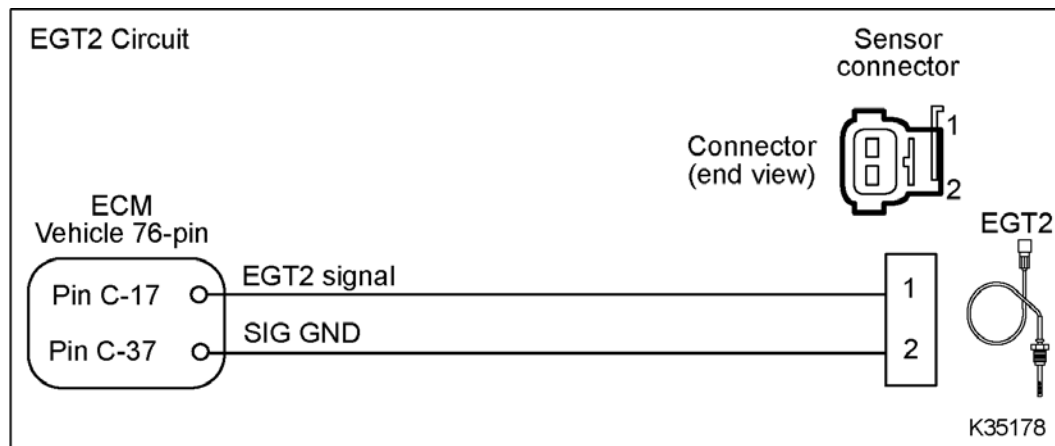 EGT2 Circuit
Sensor
connector
1
Connector
(end view)
2
ECM
Vehicle 76-pin
EGT2
Pin C-17
EGT2 signal
1
Pin C-37
SIG GND
2
K35178